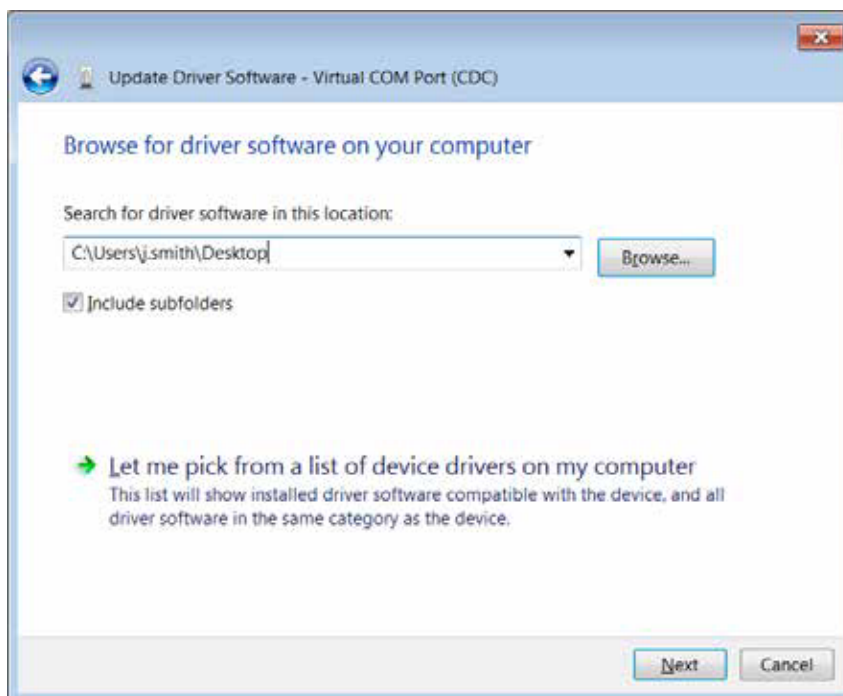 Update Driver Software - Virtual COM Port (CDC)
Browse for driver software on your computer
Search for driver software in this location:
C:\Users\j.smith\Desktop
Browse...
Include subfolders
Let me pick from a list of device drivers on my computer
This list will show installed driver software compatible with the device, and all
driver software in the same category as the device.
Next
Cancel